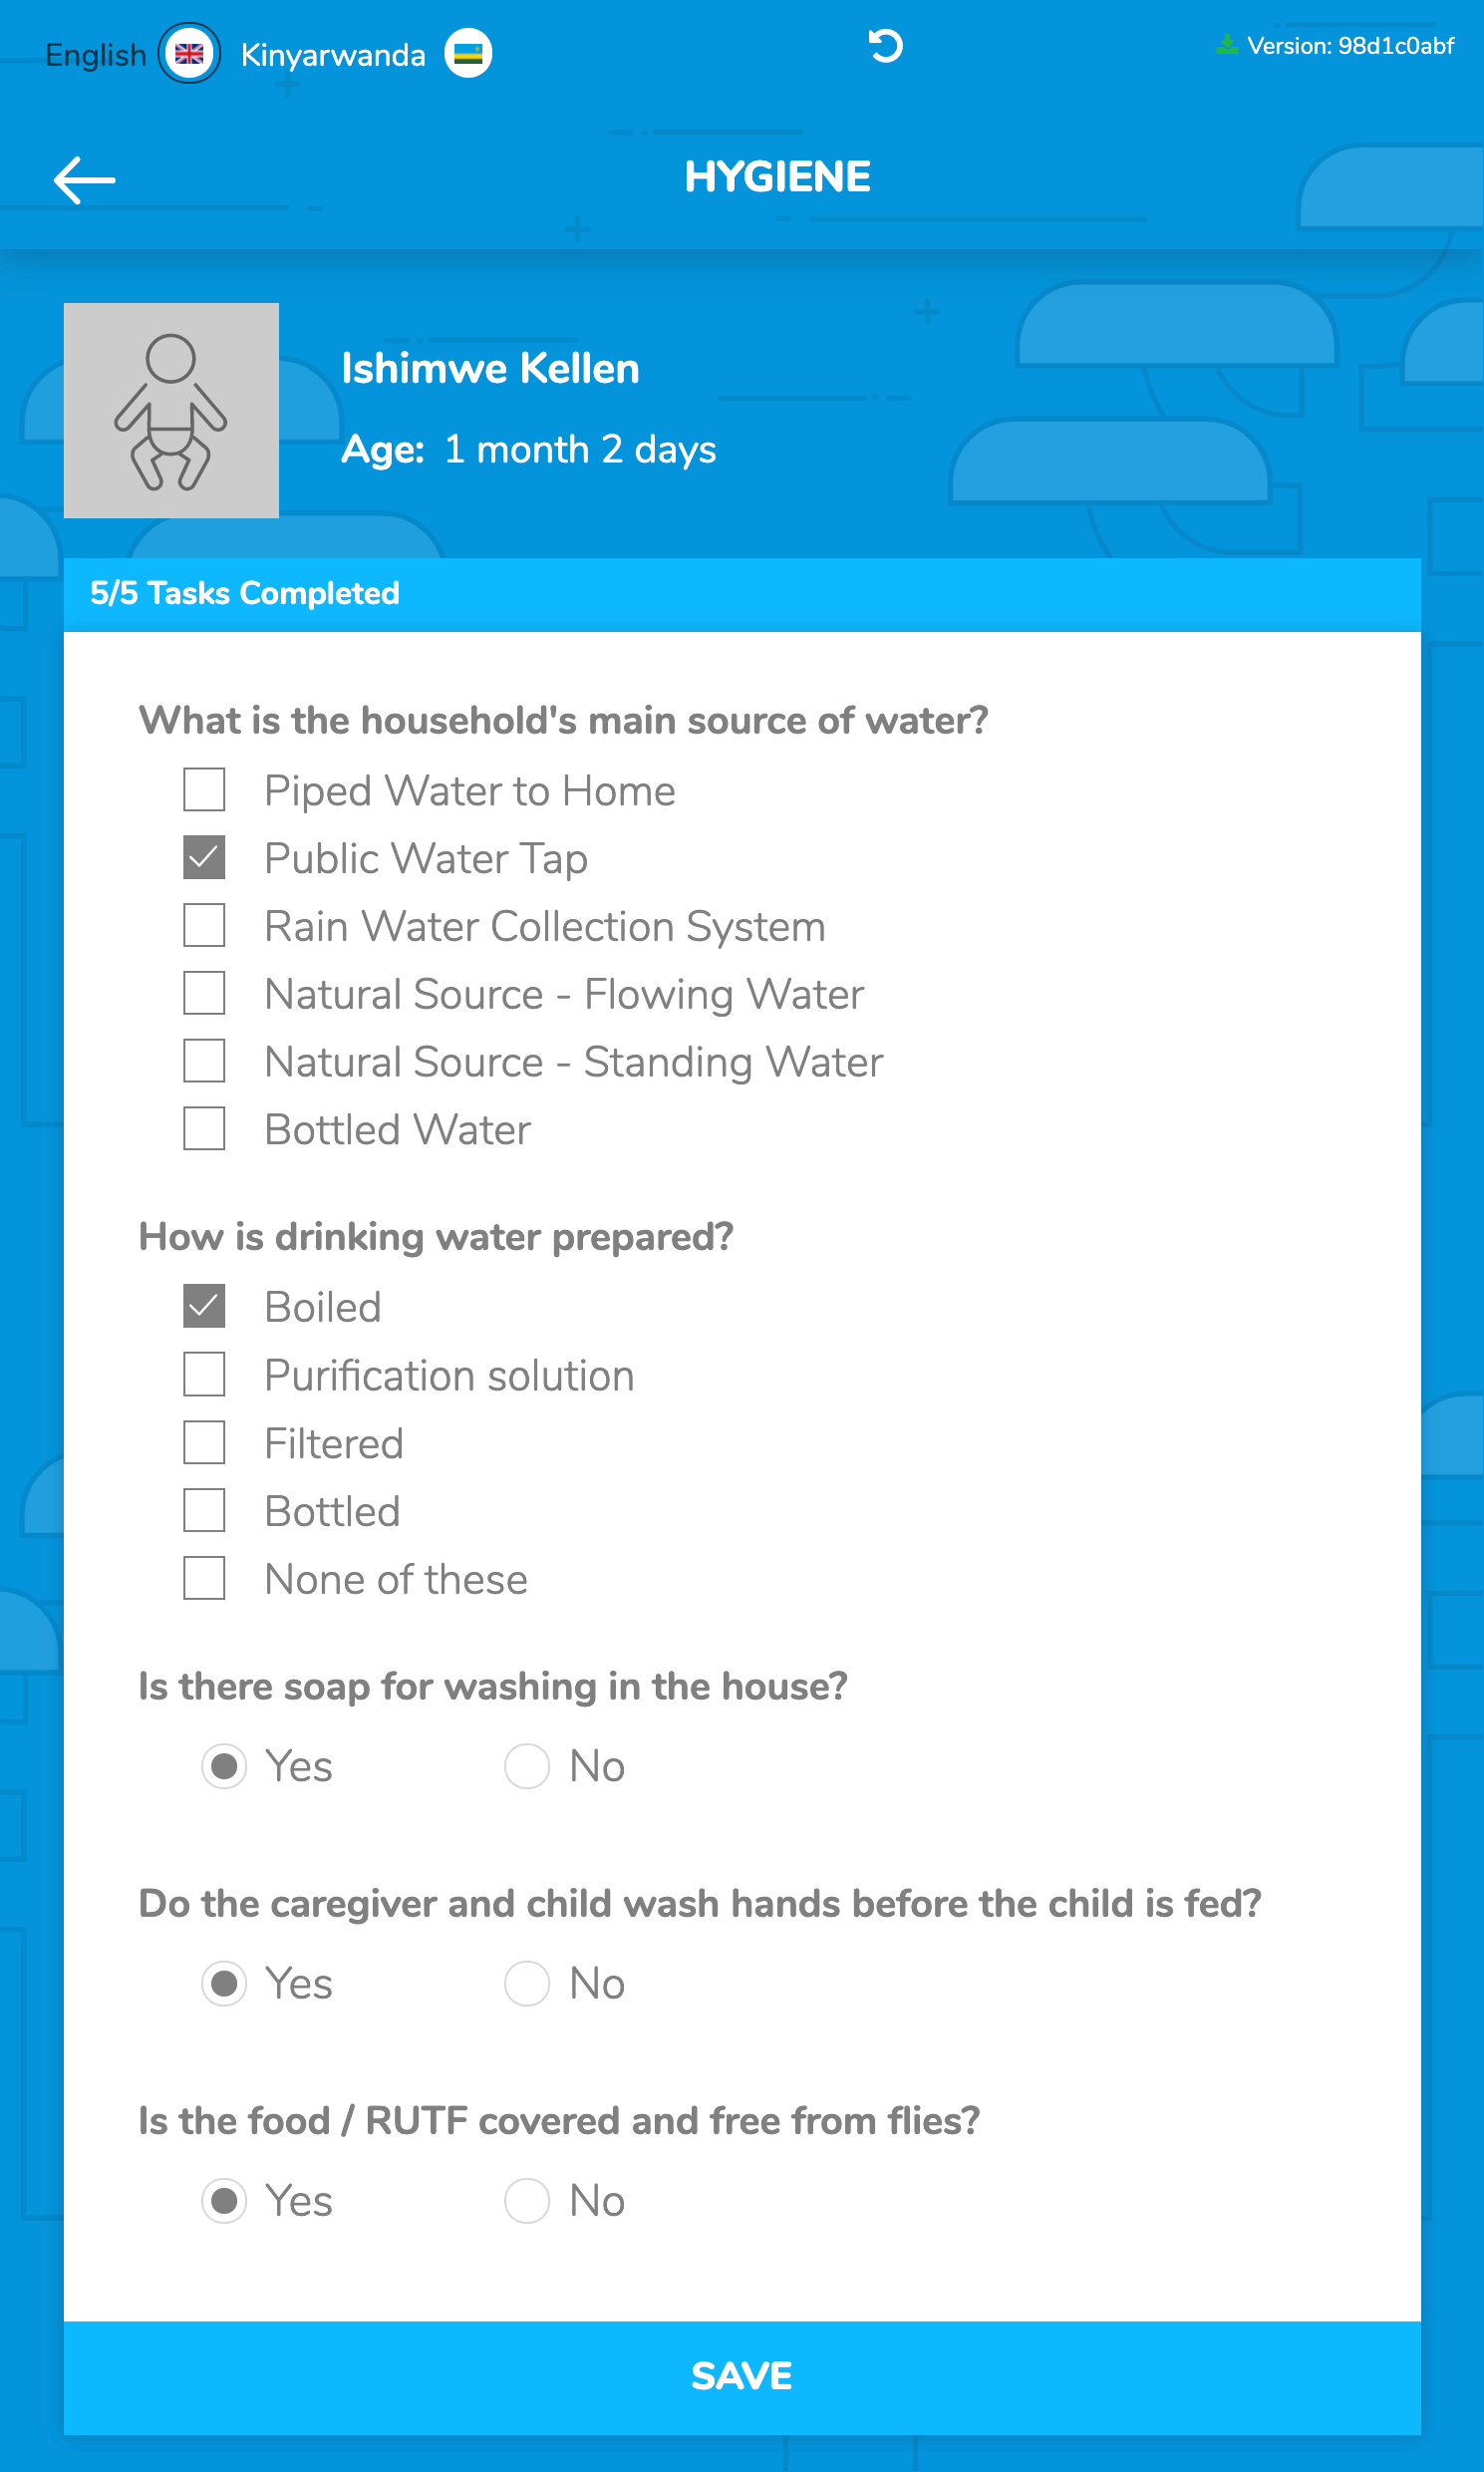 English Kinyarwanda Version: 98d1c0abf
HYGIENE
Ishimwe Kellen
Age: 1 month 2 days
5/5 Tasks Completed
What is the household's main source of water?
Piped Water to Home
Public Water Tap
Rain Water Collection System
Natural Source - Flowing Water
Natural Source - Standing Water
Bottled Water
How is drinking water prepared?
Boiled
Purification solution
Filtered
Bottled
None of these
Is there soap for washing in the house?
Yes No
Do the caregiver and child wash hands before the child is fed?
Yes No
Is the food / RUTF covered and free from flies?
Yes No
SAVE